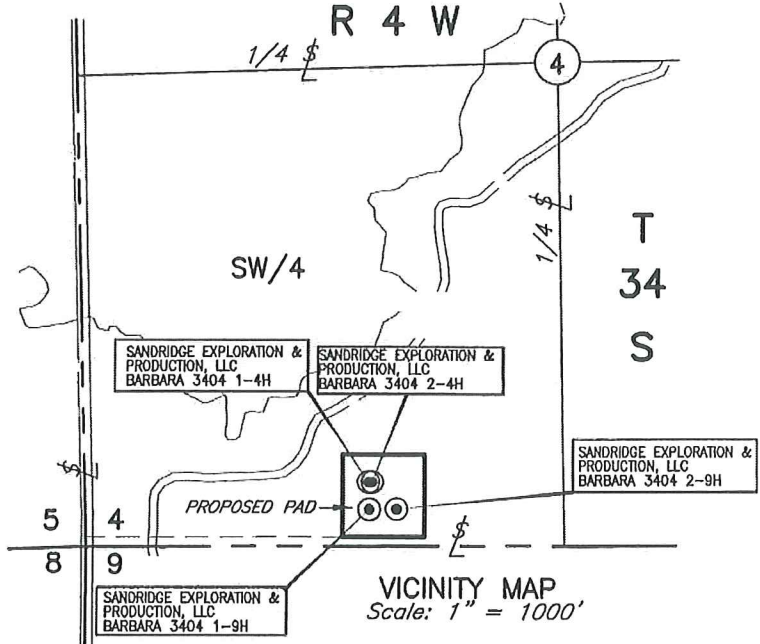 R 4 W
1/4
4
1/4
T
34
S
SW/4
SANDRIDGE EXPLORATION &
PRODUCTION, LLC
BARBARA 3404 1-4H
SANDRIDGE EXPLORATION &
PRODUCTION, LLC
BARBARA 3404 2-4H
SANDRIDGE EXPLORATION &
PRODUCTION, LLC
BARBARA 3404 2-9H
PROPOSED PAD
5 4
8 9
SANDRIDGE EXPLORATION &
PRODUCTION, LLC
BARBARA 3404 1-9H
VICINITY MAP
Scale: 1" = 1000'